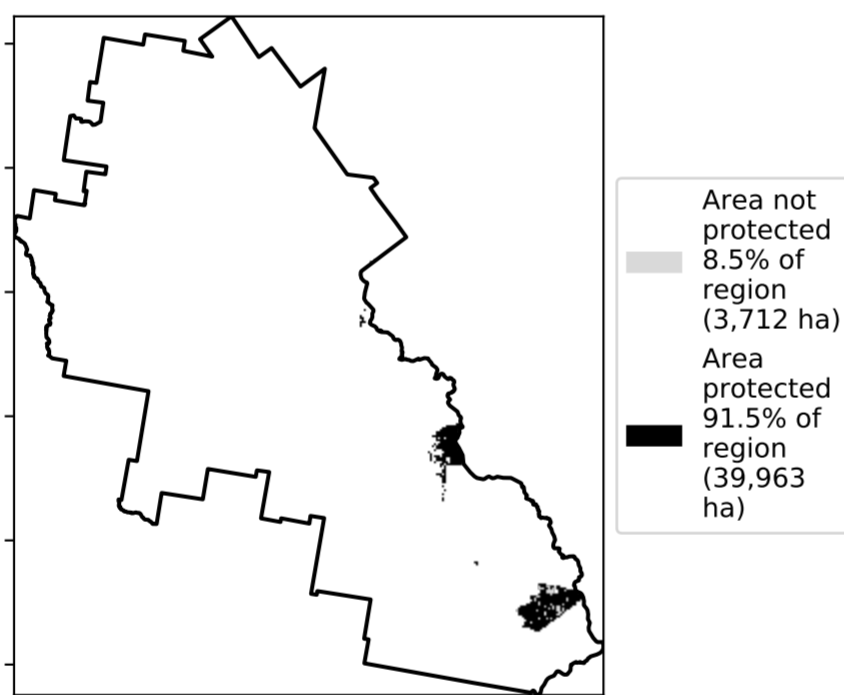 Area not
protected
8.5% of
region
(3,712 ha)
Area
protected
91.5% of
region
(39,963
ha)